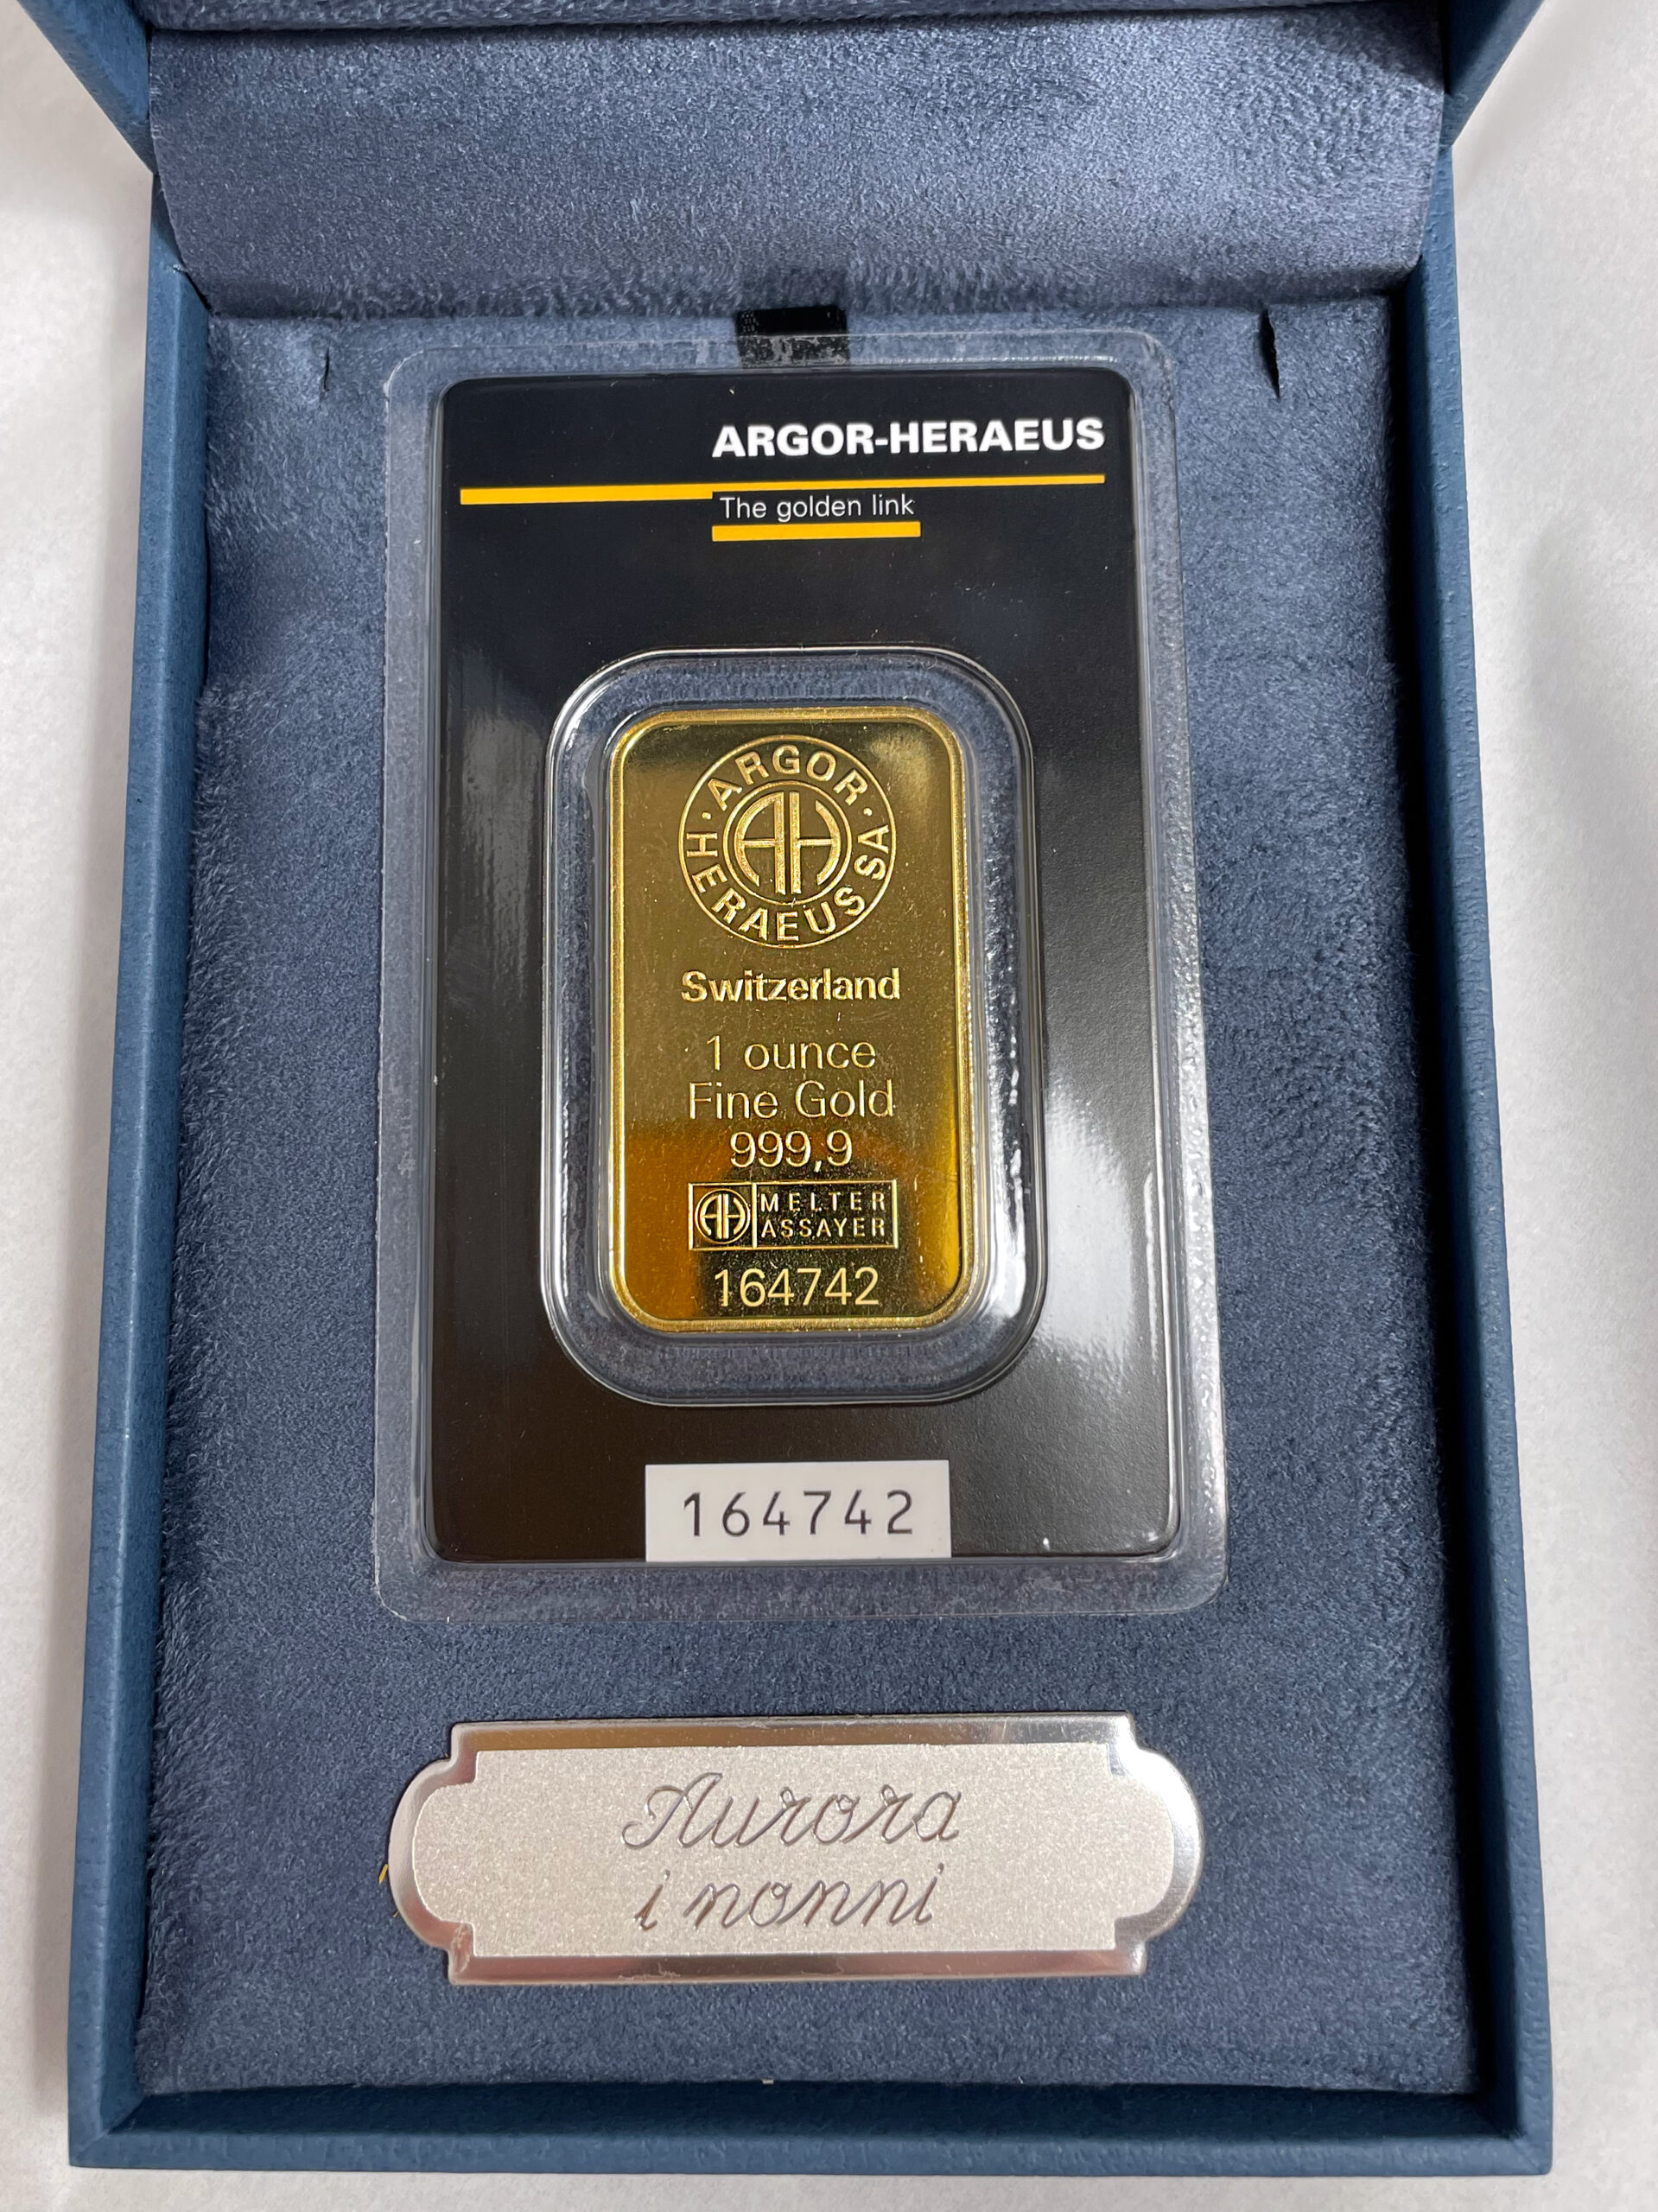 ARGOR-HERAEUS
The golden link
ARGOR
HERAEUS SA
AH
Switzerland
1 ounce
Fine Gold
999,9
AH MELTER
ASSAYER
164742
164742
Aurora
i nonni